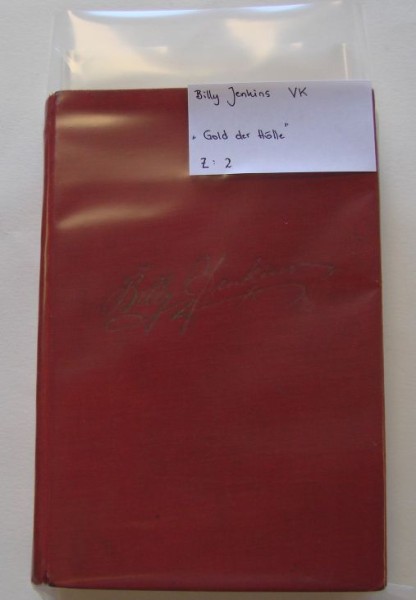 Billy Jenkins VK
"Gold der Hölle"
Z: 2
Billy Jenkins